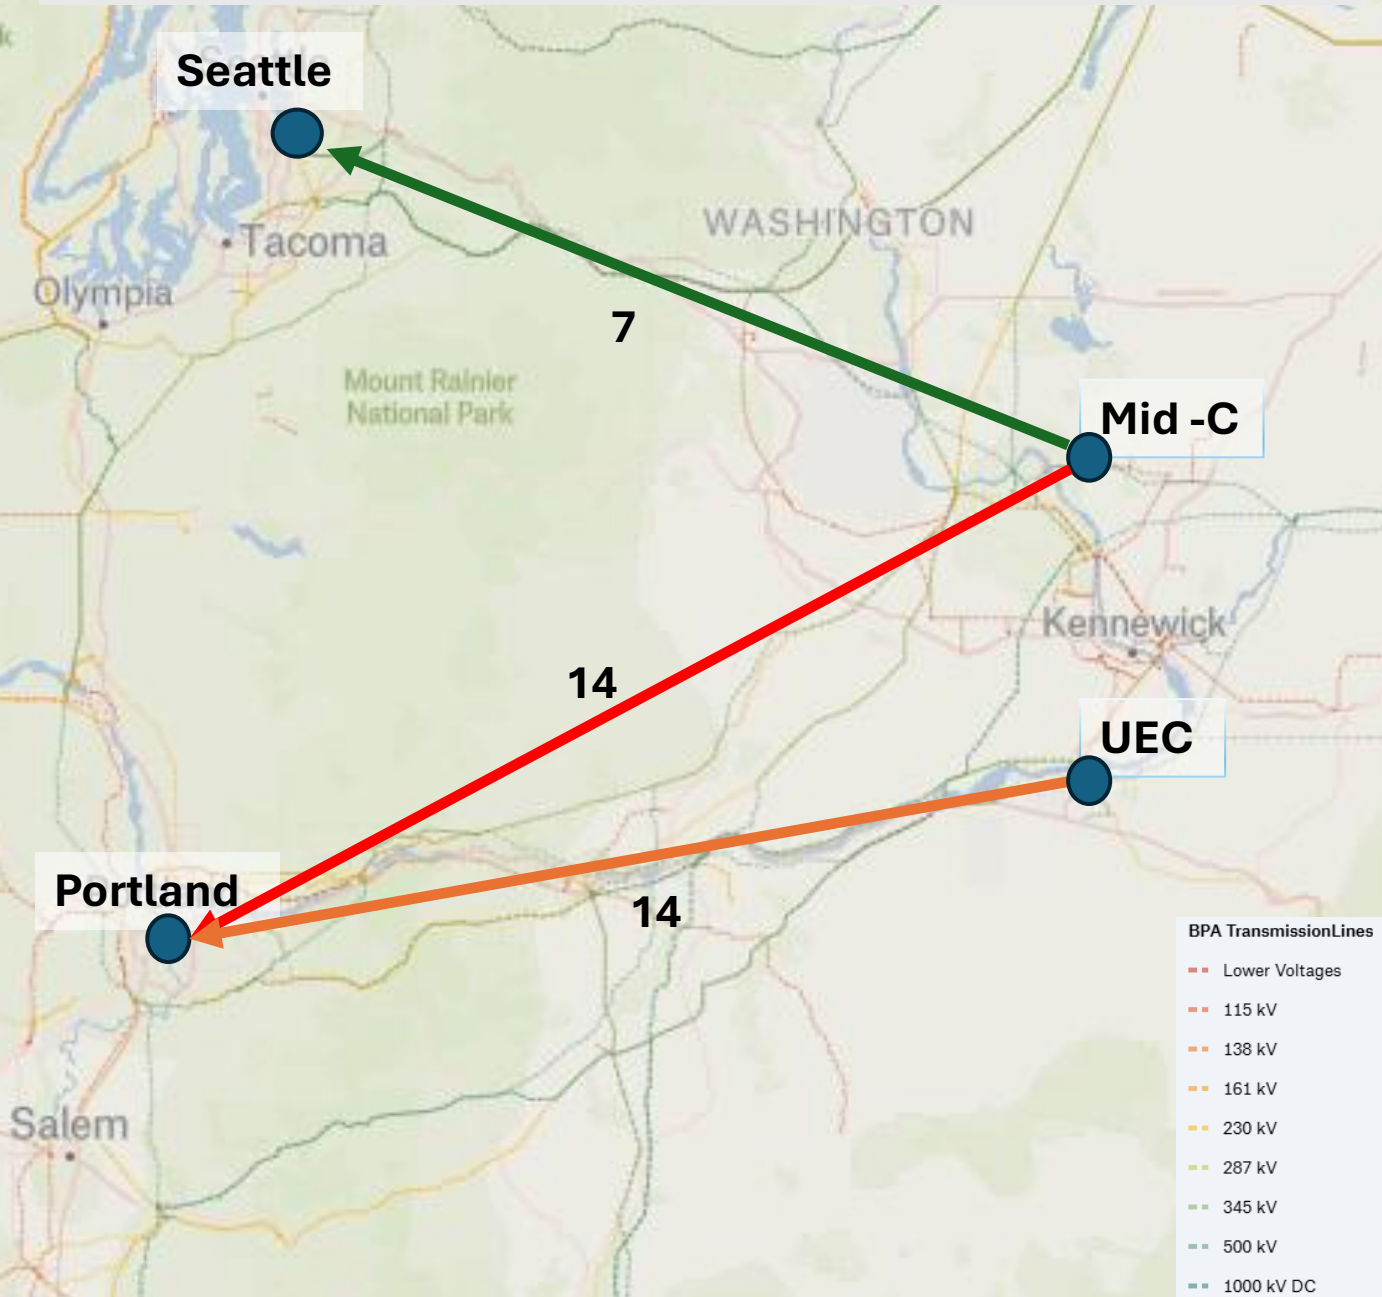 Seattle
WASHINGTON
Tacoma
Olympia
7
Mount Rainier
National Park
Mid -C
Kennewick
14
UEC
Portland
14
BPA TransmissionLines
Lower Voltages
115 kV
138 kV
161 kV
230 kV
287 kV
345 kV
500 kV
1000 kV DC
Salem